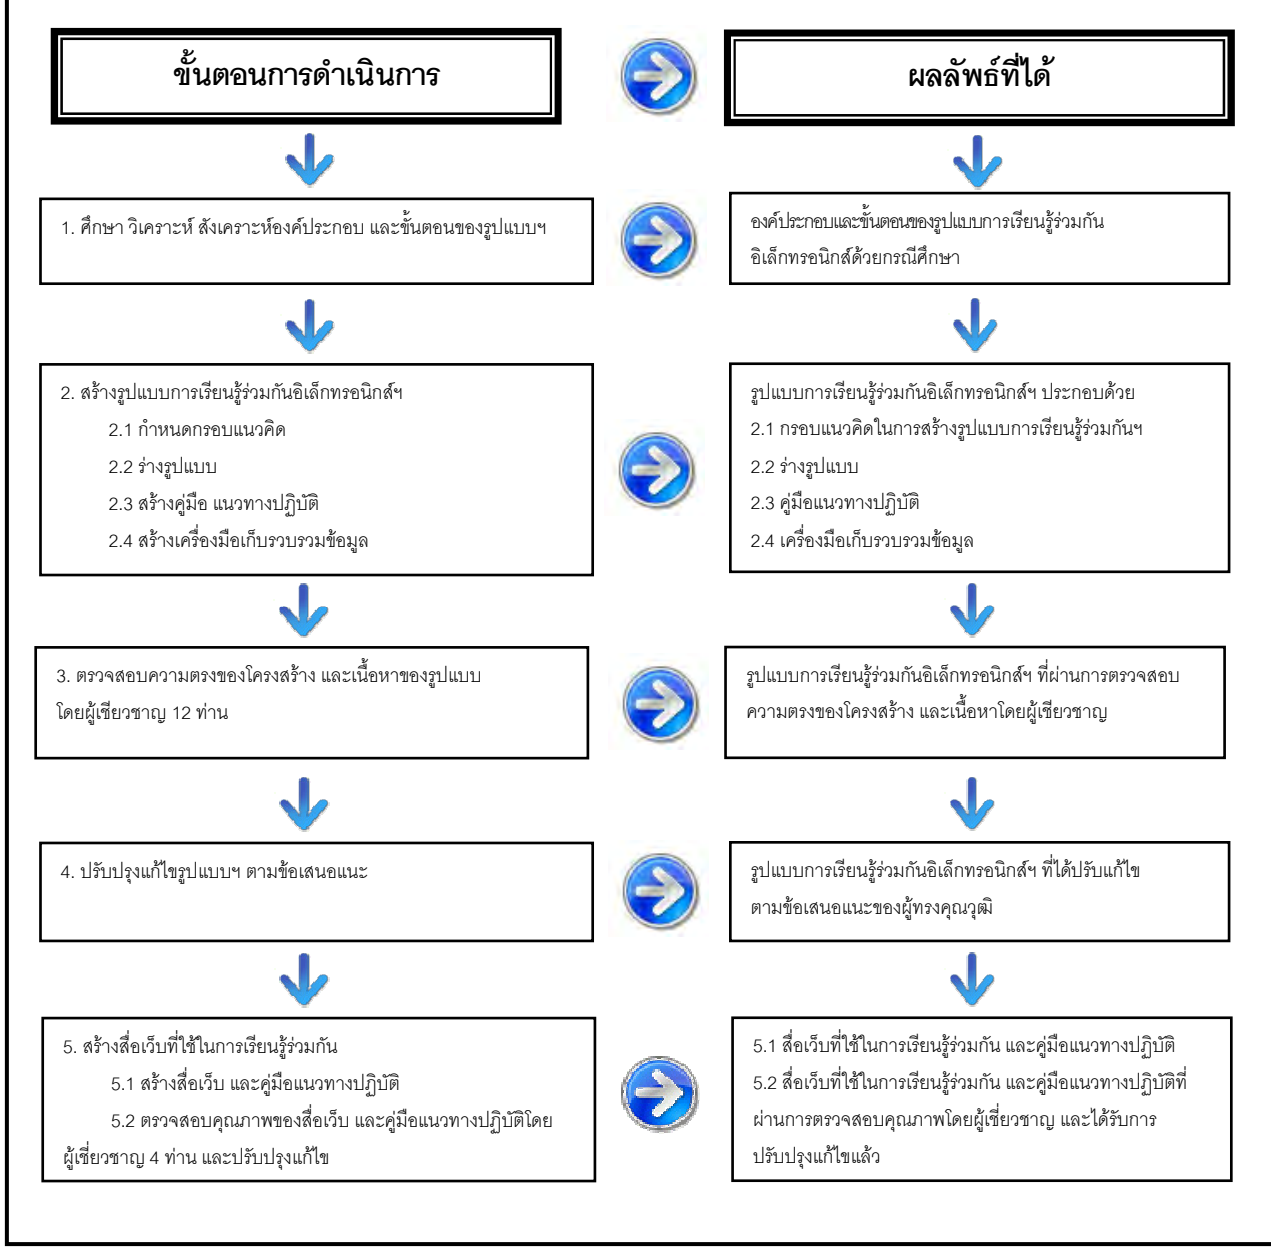 ขั้นตอนการดำเนินการ
ผลลัพธ์ที่ได้
1. ศึกษา วิเคราะห์ สังเคราะห์องค์ประกอบ และขั้นตอนของรูปแบบฯ
องค์ประกอบและขั้นตอนของรูปแบบการเรียนรู้ร่วมกัน
อิเล็กทรอนิกส์ด้วยกรณีศึกษา
2. สร้างรูปแบบการเรียนรู้ร่วมกันอิเล็กทรอนิกส์ฯ
2.1 กำหนดกรอบแนวคิด
2.2 ร่างรูปแบบ
2.3 สร้างคู่มือ แนวทางปฏิบัติ
2.4 สร้างเครื่องมือเก็บรวบรวมข้อมูล
รูปแบบการเรียนรู้ร่วมกันอิเล็กทรอนิกส์ฯ ประกอบด้วย
2.1 กรอบแนวคิดในการสร้างรูปแบบการเรียนรู้ร่วมกันฯ
2.2 ร่างรูปแบบ
2.3 คู่มือแนวทางปฏิบัติ
2.4 เครื่องมือเก็บรวบรวมข้อมูล
3. ตรวจสอบความตรงของโครงสร้าง และเนื้อหาของรูปแบบ
โดยผู้เชียวชาญ 12 ท่าน
รูปแบบการเรียนรู้ร่วมกันอิเล็กทรอนิกส์ฯ ที่ผ่านการตรวจสอบ
ความตรงของโครงสร้าง และเนื้อหาโดยผู้เชียวชาญ
4. ปรับปรุงแก้ไขรูปแบบฯ ตามข้อเสนอแนะ
รูปแบบการเรียนรู้ร่วมกันอิเล็กทรอนิกส์ฯ ที่ได้ปรับแก้ไข
ตามข้อเสนอแนะของผู้ทรงคุณวุฒิ
5. สร้างสื่อเว็บที่ใช้ในการเรียนรู้ร่วมกัน
5.1 สร้างสื่อเว็บ และคู่มือแนวทางปฏิบัติ
5.2 ตรวจสอบคุณภาพของสื่อเว็บ และคู่มือแนวทางปฏิบัติโดย
ผู้เชี่ยวชาญ 4 ท่าน และปรับปรุงแก้ไข
5.1 สื่อเว็บที่ใช้ในการเรียนรู้ร่วมกัน และคู่มือแนวทางปฏิบัติ
5.2 สื่อเว็บที่ใช้ในการเรียนรู้ร่วมกัน และคู่มือแนวทางปฏิบัติที่
ผ่านการตรวจสอบคุณภาพโดยผู้เชี่ยวชาญ และได้รับการ
ปรับปรุงแก้ไขแล้ว